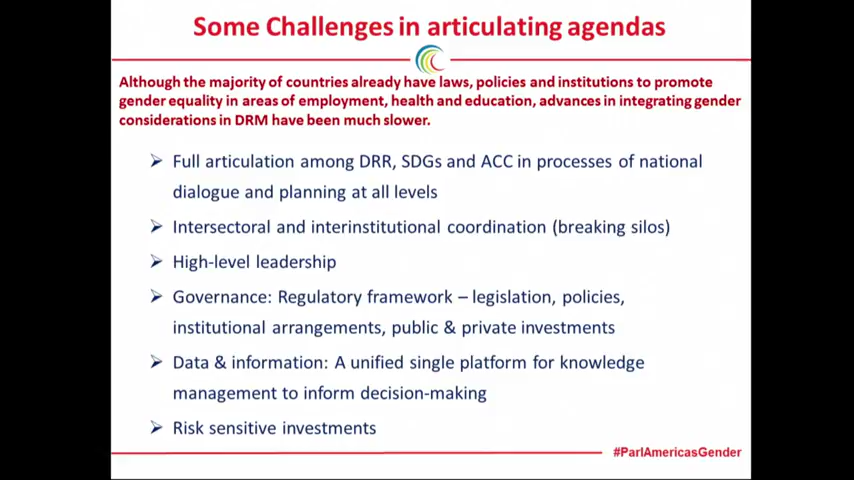 Some Challenges in articulating agendas
Although the majority of countries already have laws, policies and institutions to promote
gender equality in areas of employment, health and education, advances in integrating gender
considerations in DRM have been much slower.
Full articulation among DRR, SDGs and ACC in processes of national
dialogue and planning at all levels
Intersectoral and interinstitutional coordination (breaking silos)
High-level leadership
Governance: Regulatory framework – legislation, policies,
institutional arrangements, public & private investments
Data & information: A unified single platform for knowledge
management to inform decision-making
Risk sensitive investments
#ParlAmericasGender